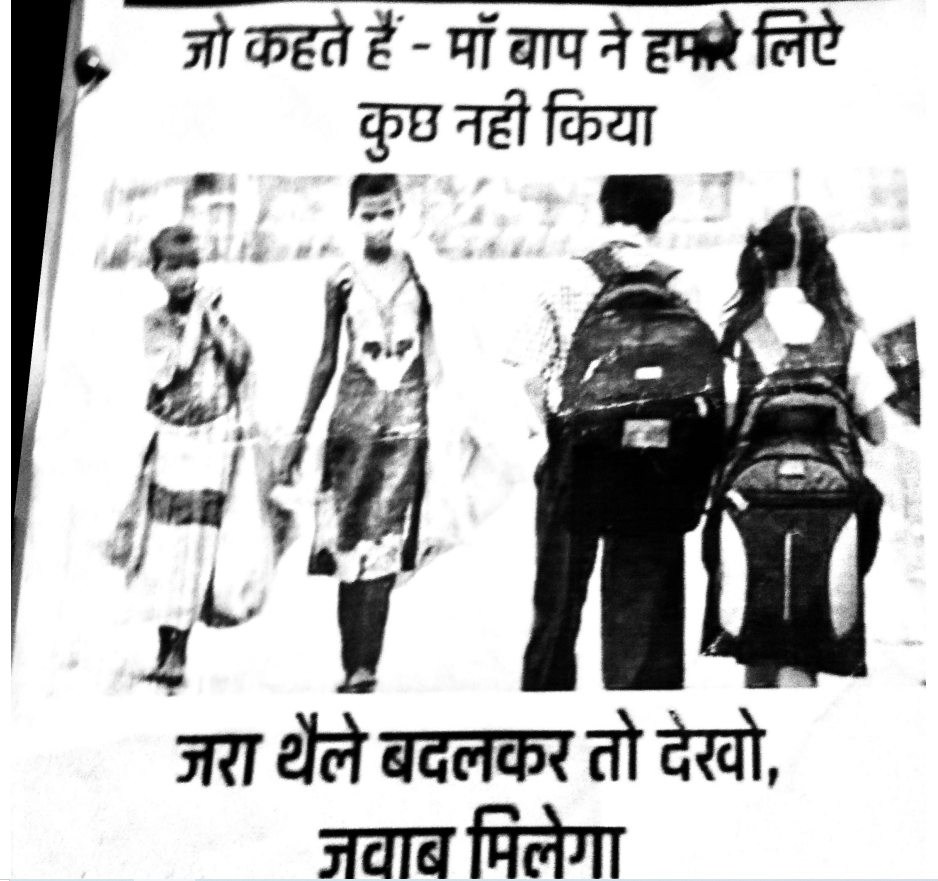 जो कहते हैं - माँ बाप ने हमारे लिऐ
कुछ नही किया
जरा थैले बदलकर तो देखो,
जवाब मिलेगा